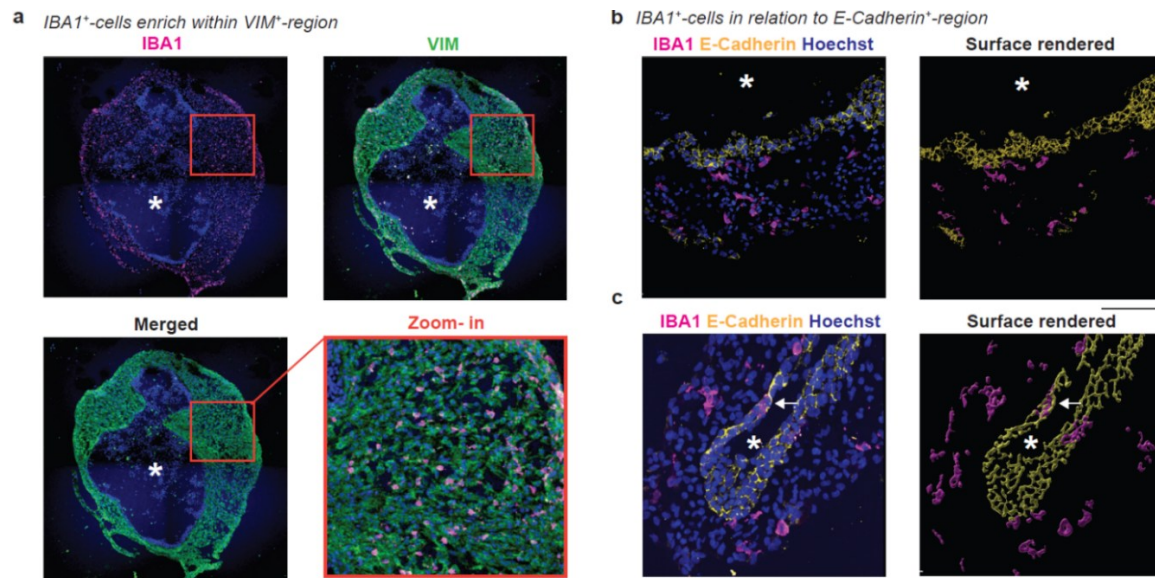 a IBA1⁺-cells enrich within VIM⁺-region
IBA1 VIM
*
*
Merged Zoom- in
*
b IBA1⁺-cells in relation to E-Cadherin⁺-region
IBA1 E-Cadherin Hoechst Surface rendered
*
*
c
IBA1 E-Cadherin Hoechst Surface rendered
*
*